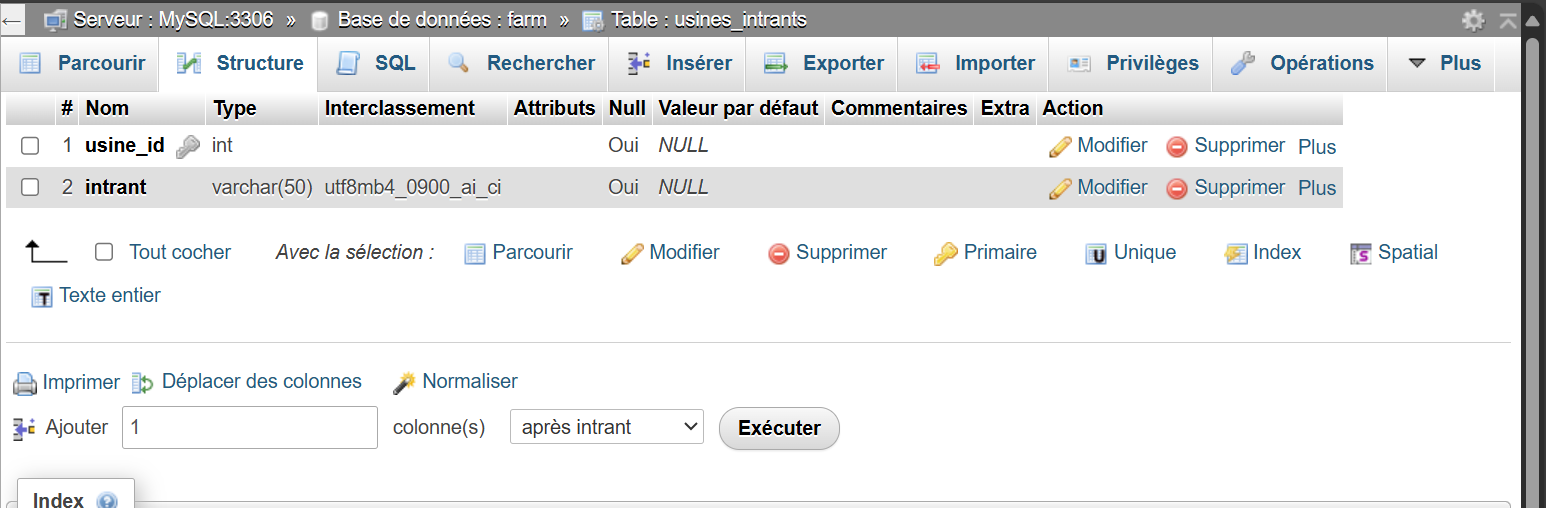 Serveur : MySQL:3306 » Base de données : farm » Table : usines_intrants
Parcourir Structure SQL Rechercher Insérer Exporter Importer Privilèges Opérations Plus
# Nom Type Interclassement Attributs Null Valeur par défaut Commentaires Extra Action
1 usine_id int Oui NULL Modifier Supprimer Plus
2 intrant varchar(50) utf8mb4_0900_ai_ci Oui NULL Modifier Supprimer Plus
Tout cocher Avec la sélection : Parcourir Modifier Supprimer Primaire Unique Index Spatial
Texte entier
Imprimer Déplacer des colonnes Normaliser
Ajouter 1 colonne(s) après intrant Exécuter
Index